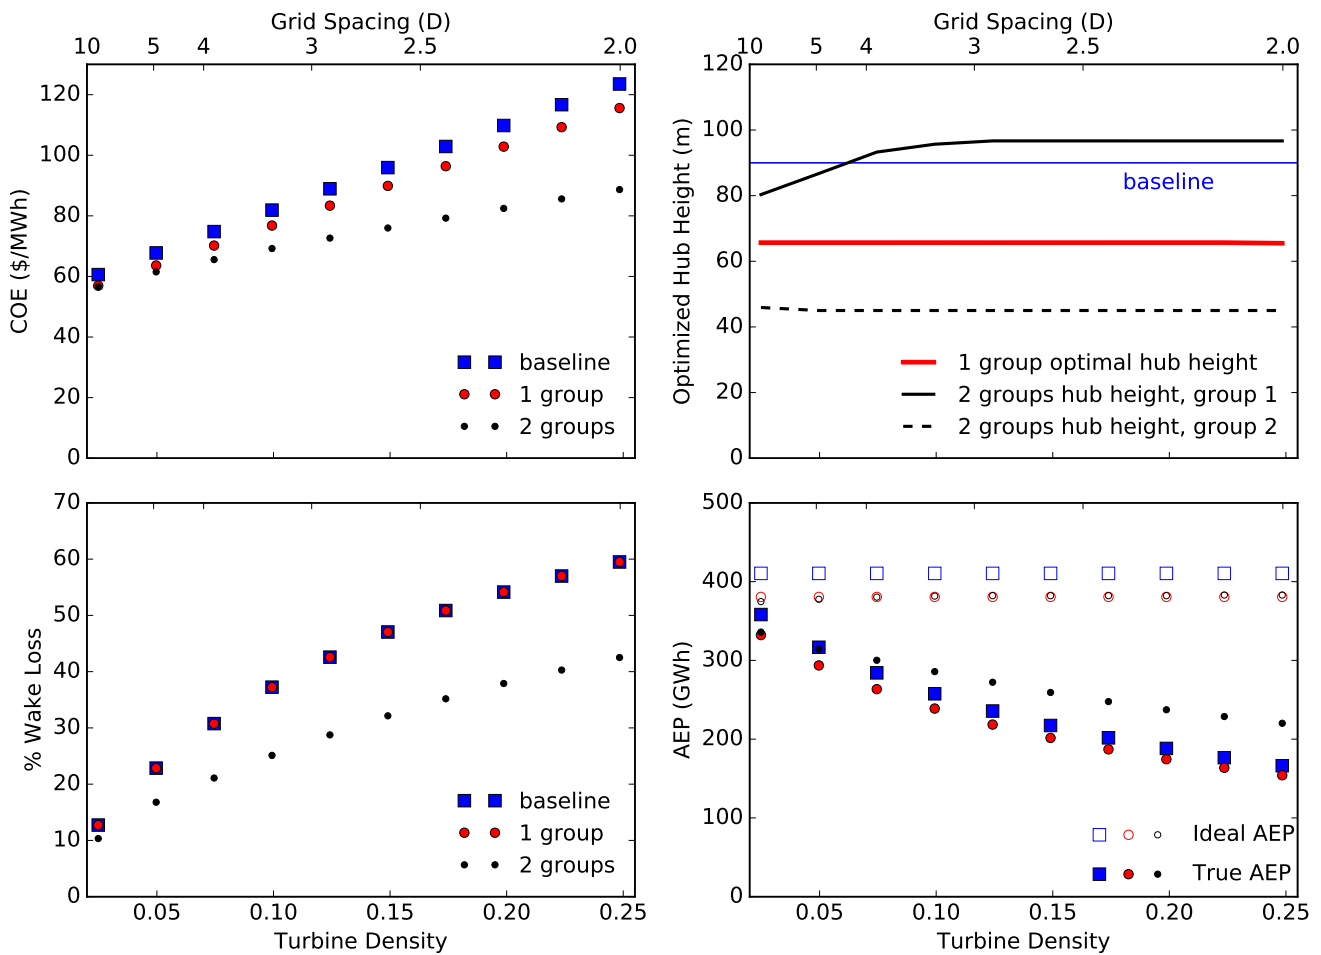 Grid Spacing (D)
10 5 4 3 2.5 2.0
COE ($/MWh)
120
100
80
60
40
20
0
baseline
1 group
2 groups
Grid Spacing (D)
10 5 4 3 2.5 2.0
Optimized Hub Height (m)
120
100
80
60
40
20
0
baseline
1 group optimal hub height
2 groups hub height, group 1
2 groups hub height, group 2
% Wake Loss
70
60
50
40
30
20
10
0
baseline
1 group
2 groups
0.05 0.10 0.15 0.20 0.25
Turbine Density
AEP (GWh)
500
400
300
200
100
0
Ideal AEP
True AEP
0.05 0.10 0.15 0.20 0.25
Turbine Density